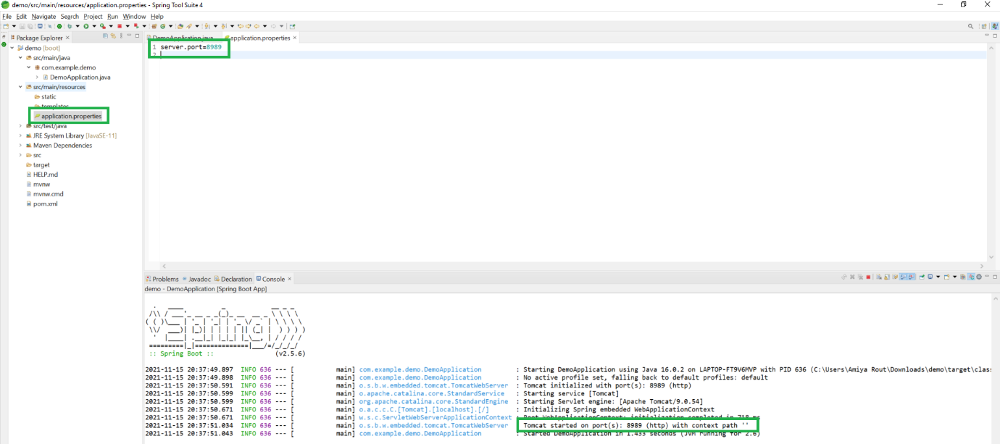 demo/src/main/resources/application.properties - Spring Tool Suite 4
File Edit Navigate Search Project Run Window Help
Package Explorer
DemoApplication.java
application.properties
demo [boot]
src/main/java
com.example.demo
DemoApplication.java
src/main/resources
static
templates
application.properties
src/test/java
JRE System Library [JavaSE-11]
Maven Dependencies
src
target
HELP.md
mvnw
mvnw.cmd
pom.xml
1 server.port=8989
2
Problems Javadoc Declaration Console
demo - DemoApplication [Spring Boot App]
:: Spring Boot :: (v2.5.6)
2021-11-15 20:37:49.897 INFO 636 --- [ main] com.example.demo.DemoApplication : Starting DemoApplication using Java 16.0.2 on LAPTOP-FT9V6MVP with PID 636 (C:\Users\Amiya Rout\Downloads\demo\target\class
2021-11-15 20:37:49.898 INFO 636 --- [ main] com.example.demo.DemoApplication : No active profile set, falling back to default profiles: default
2021-11-15 20:37:50.591 INFO 636 --- [ main] o.s.b.w.embedded.tomcat.TomcatWebServer : Tomcat initialized with port(s): 8989 (http)
2021-11-15 20:37:50.599 INFO 636 --- [ main] o.apache.catalina.core.StandardService : Starting service [Tomcat]
2021-11-15 20:37:50.599 INFO 636 --- [ main] org.apache.catalina.core.StandardEngine : Starting Servlet engine: [Apache Tomcat/9.0.54]
2021-11-15 20:37:50.671 INFO 636 --- [ main] o.a.c.c.C.[Tomcat].[localhost].[/] : Initializing Spring embedded WebApplicationContext
2021-11-15 20:37:50.671 INFO 636 --- [ main] w.s.c.ServletWebServerApplicationContext : Root WebApplicationContext: initialization completed in 718 ms
2021-11-15 20:37:51.034 INFO 636 --- [ main] o.s.b.w.embedded.tomcat.TomcatWebServer : Tomcat started on port(s): 8989 (http) with context path ''
2021-11-15 20:37:51.043 INFO 636 --- [ main] com.example.demo.DemoApplication : Started DemoApplication in 1.433 seconds (JVM running for 2.6)